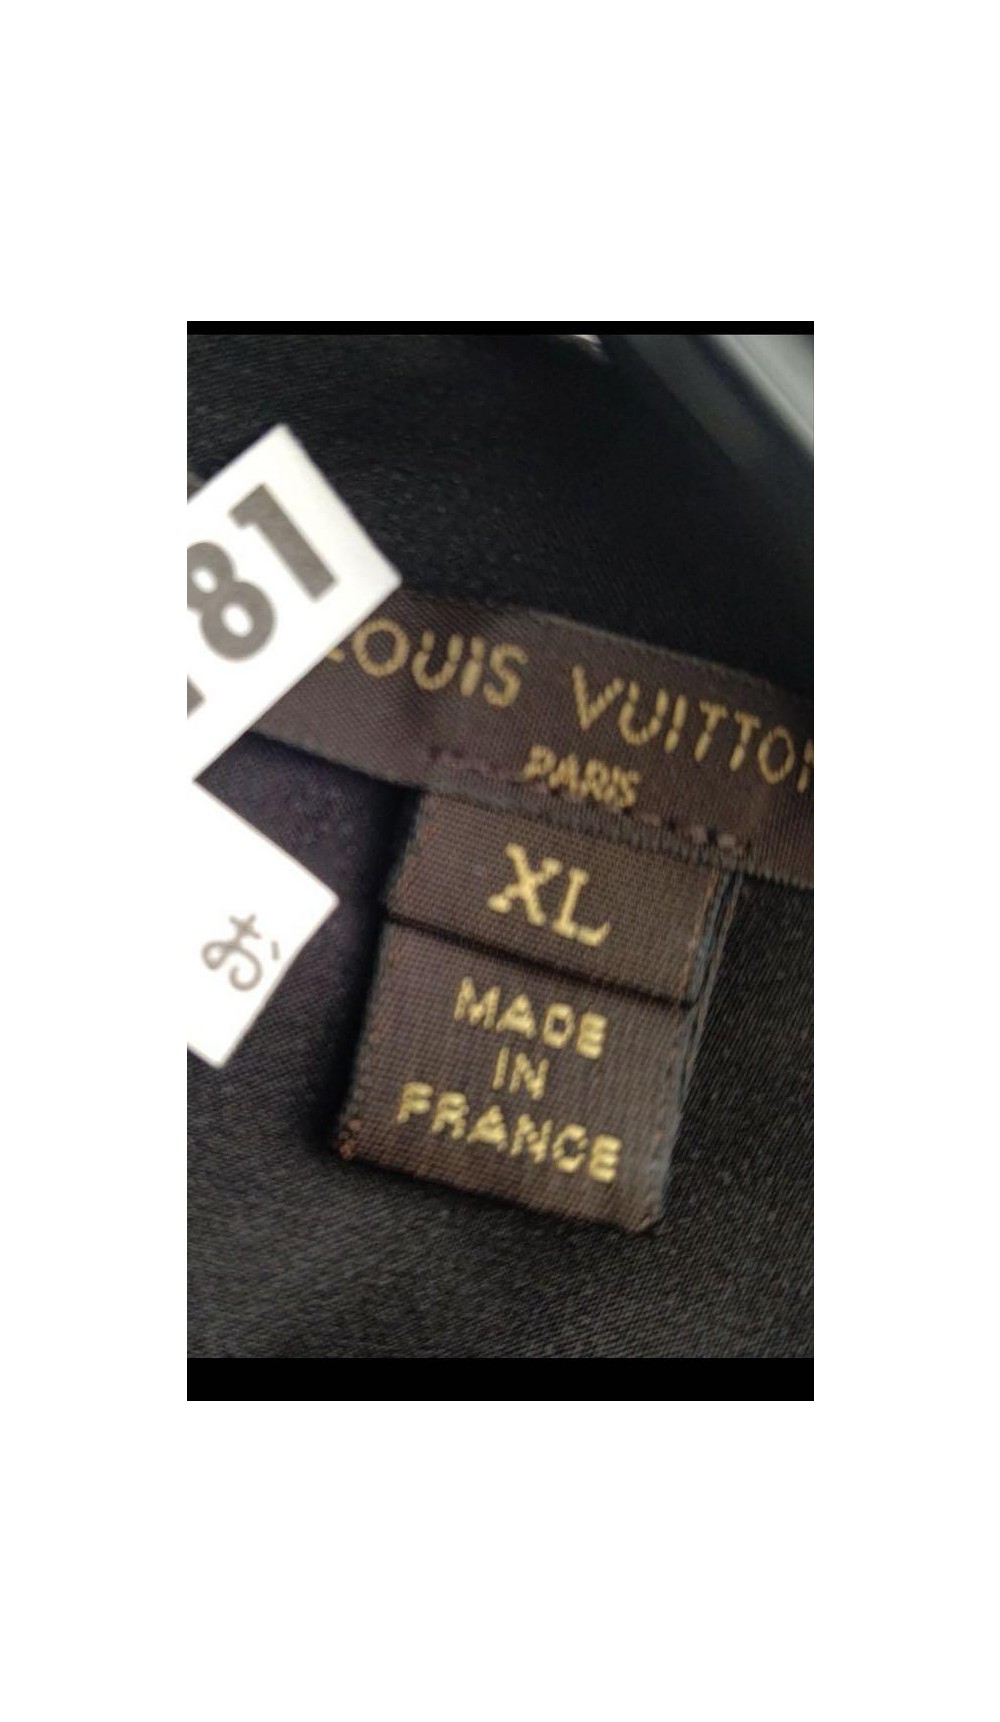 81
LOUIS VUITTON
PARIS
XL
お
MADE
IN
FRANCE